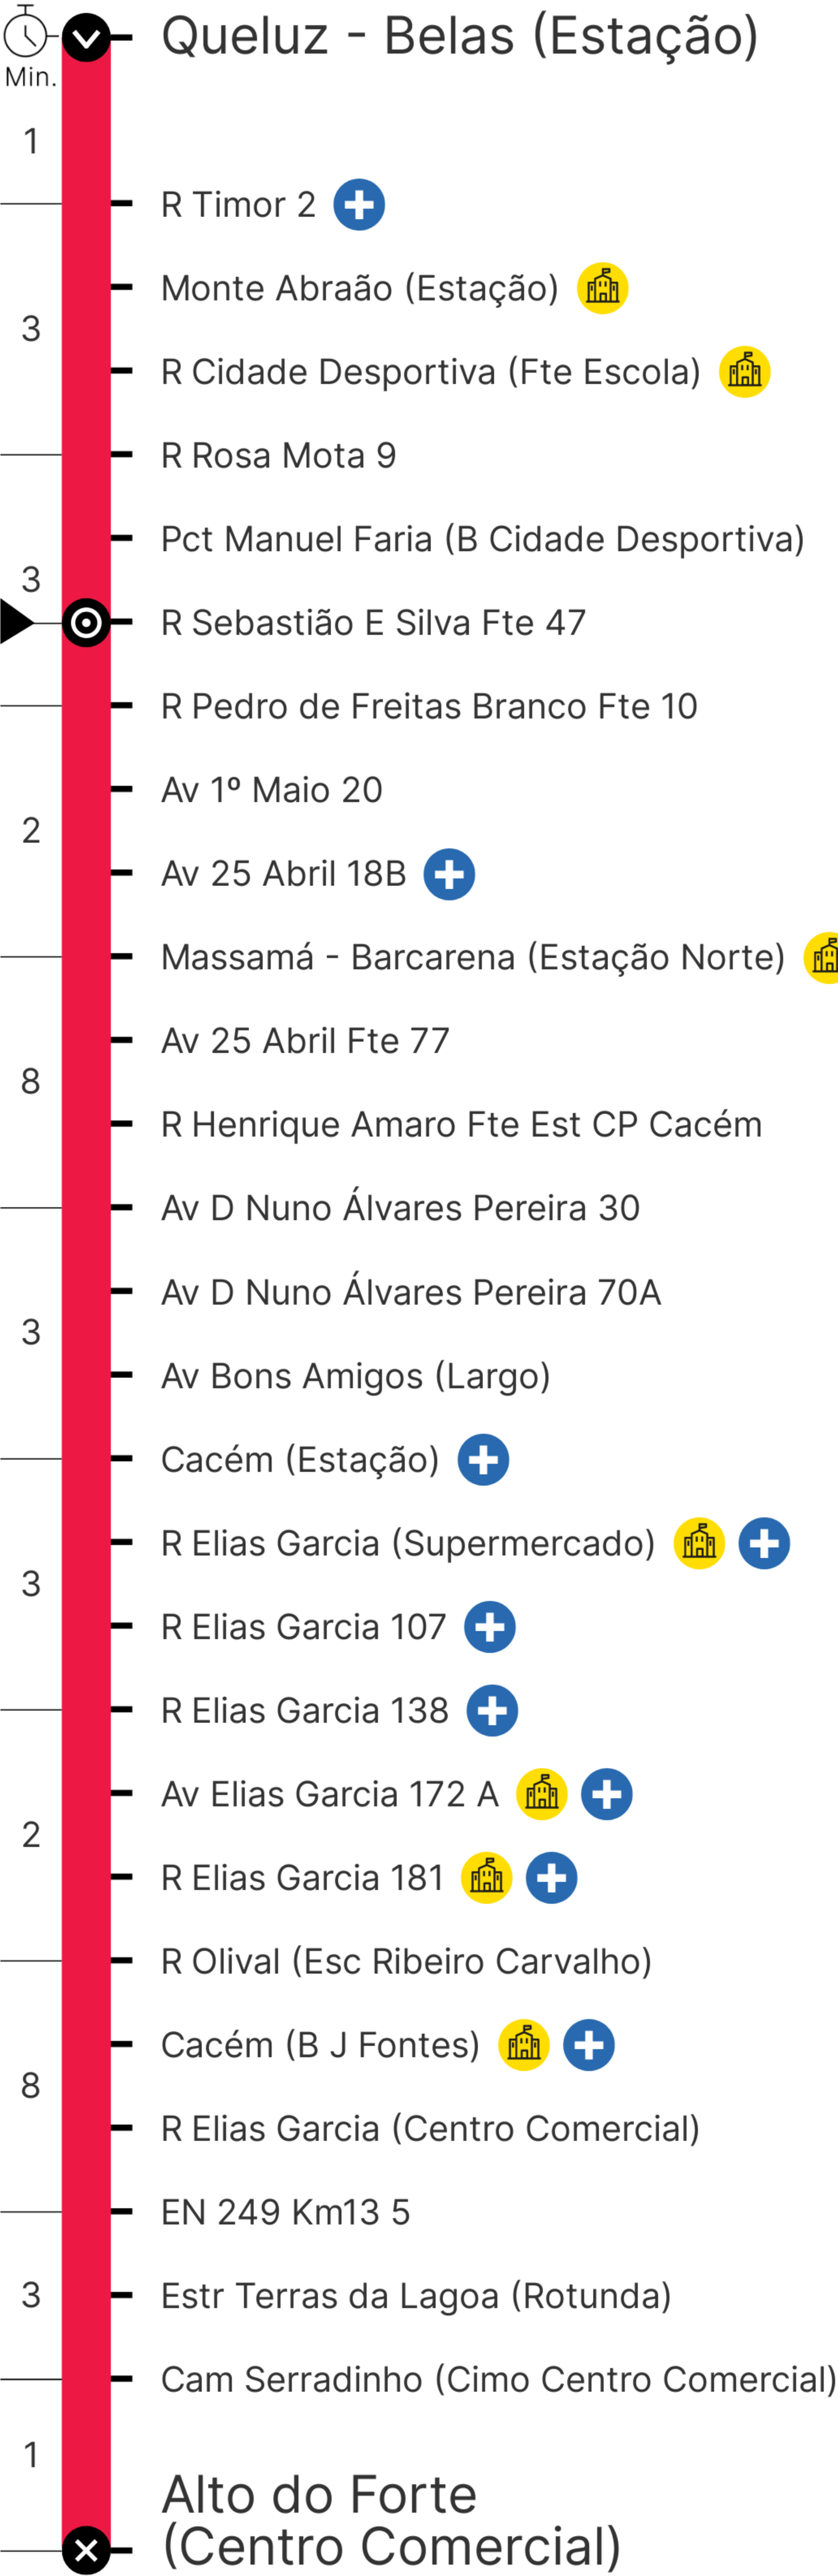 Queluz - Belas (Estação)
Min.
1
R Timor 2
Monte Abraão (Estação)
3
R Cidade Desportiva (Fte Escola)
R Rosa Mota 9
Pct Manuel Faria (B Cidade Desportiva)
3
R Sebastião E Silva Fte 47
R Pedro de Freitas Branco Fte 10
Av 1º Maio 20
2
Av 25 Abril 18B
Massamá - Barcarena (Estação Norte)
Av 25 Abril Fte 77
8
R Henrique Amaro Fte Est CP Cacém
Av D Nuno Álvares Pereira 30
Av D Nuno Álvares Pereira 70A
3
Av Bons Amigos (Largo)
Cacém (Estação)
R Elias Garcia (Supermercado)
3
R Elias Garcia 107
R Elias Garcia 138
Av Elias Garcia 172 A
2
R Elias Garcia 181
R Olival (Esc Ribeiro Carvalho)
Cacém (B J Fontes)
8
R Elias Garcia (Centro Comercial)
EN 249 Km13 5
3
Estr Terras da Lagoa (Rotunda)
Cam Serradinho (Cimo Centro Comercial)
1
Alto do Forte
(Centro Comercial)